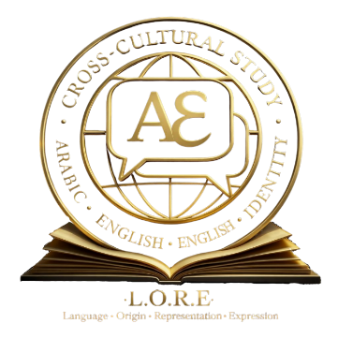 · CROSS-CULTURAL STUDY ·
ARABIC · ENGLISH · ENGLISH · IDENTITY
AƐ
·L.O.R.E·
Language · Origin · Representation · Expression